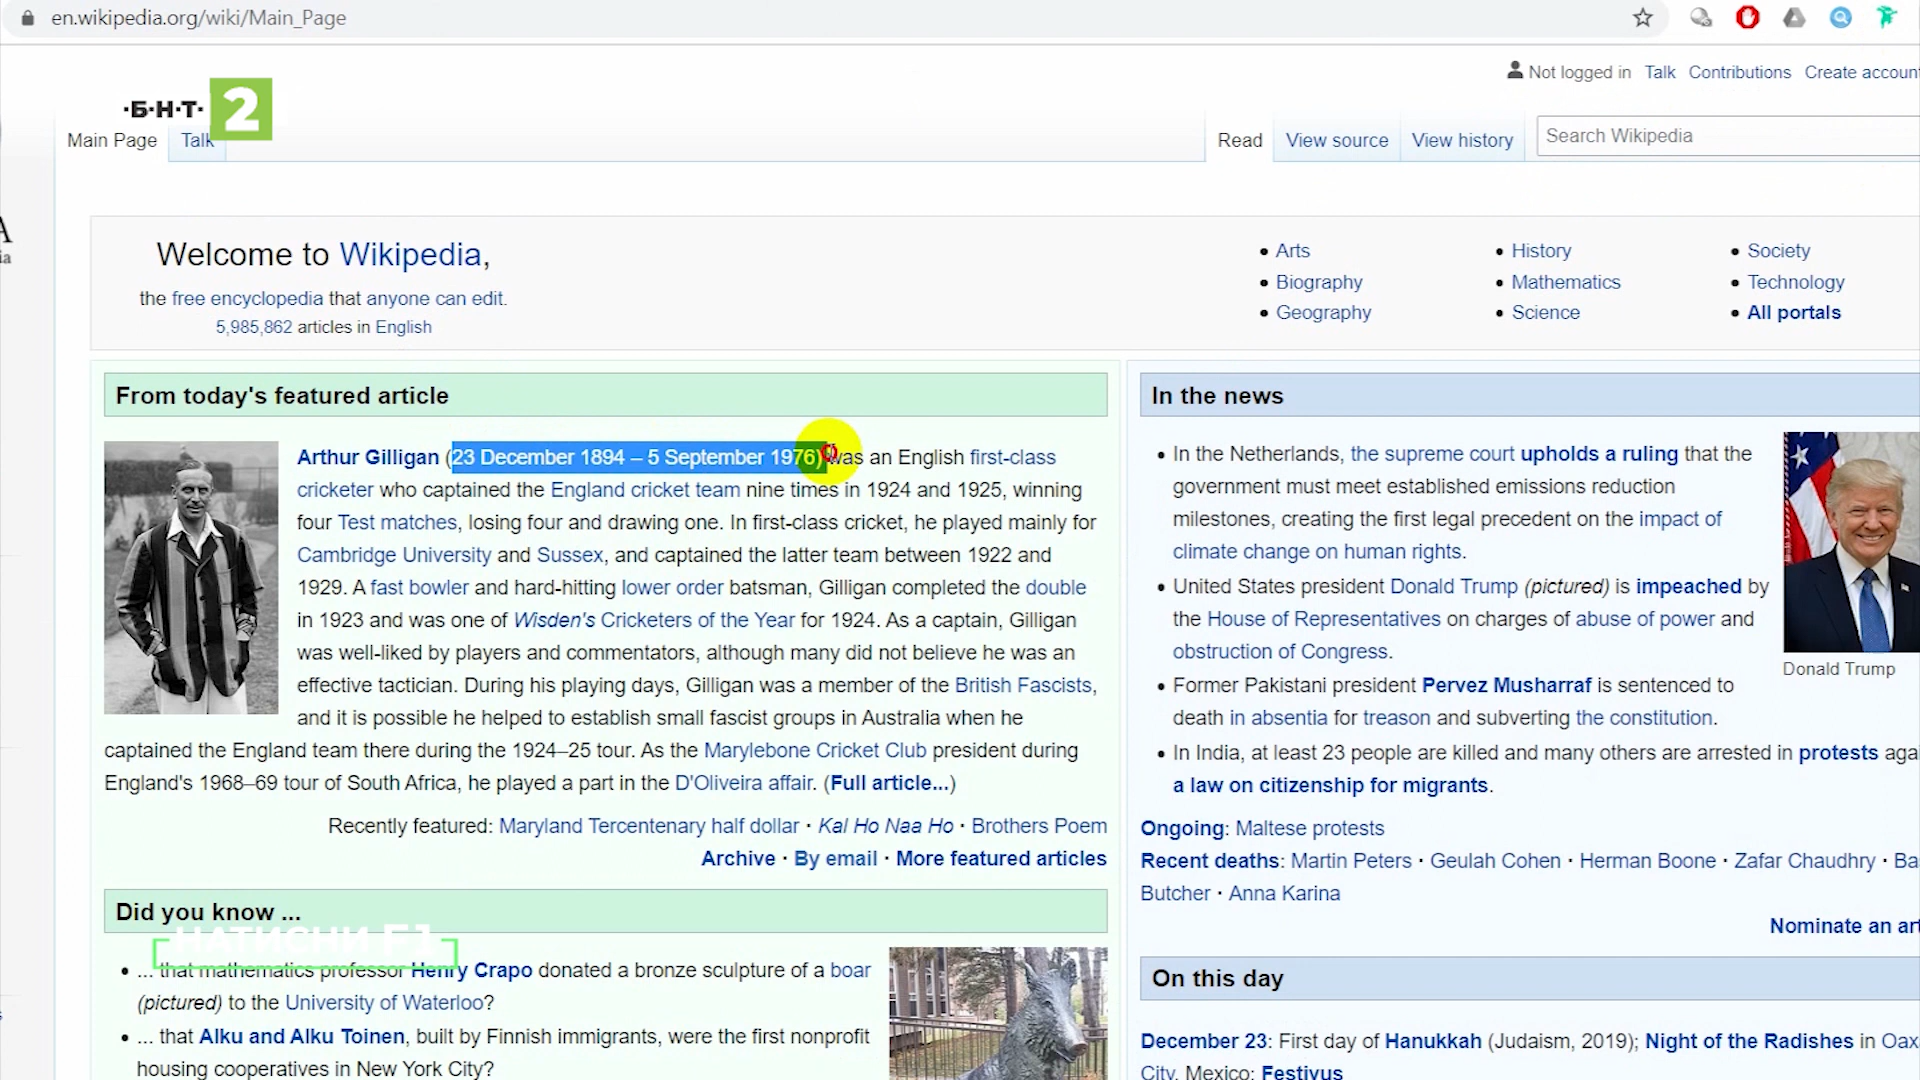 en.wikipedia.org/wiki/Main_Page
Not logged in Talk Contributions Create account
·Б·Н·Т· 2
Main Page Talk Read View source View history Search Wikipedia
A
ia
Welcome to Wikipedia,
the free encyclopedia that anyone can edit.
5,985,862 articles in English
Arts
Biography
Geography
History
Mathematics
Science
Society
Technology
All portals
From today's featured article
Arthur Gilligan (23 December 1894 – 5 September 1976) was an English first-class
cricketer who captained the England cricket team nine times in 1924 and 1925, winning
four Test matches, losing four and drawing one. In first-class cricket, he played mainly for
Cambridge University and Sussex, and captained the latter team between 1922 and
1929. A fast bowler and hard-hitting lower order batsman, Gilligan completed the double
in 1923 and was one of Wisden's Cricketers of the Year for 1924. As a captain, Gilligan
was well-liked by players and commentators, although many did not believe he was an
effective tactician. During his playing days, Gilligan was a member of the British Fascists,
and it is possible he helped to establish small fascist groups in Australia when he
captained the England team there during the 1924–25 tour. As the Marylebone Cricket Club president during
England's 1968–69 tour of South Africa, he played a part in the D'Oliveira affair. (Full article...)
Recently featured: Maryland Tercentenary half dollar · Kal Ho Naa Ho · Brothers Poem
Archive · By email · More featured articles
Did you know ...
НАТИСНИ F1
... that mathematics professor Henry Crapo donated a bronze sculpture of a boar
(pictured) to the University of Waterloo?
... that Alku and Alku Toinen, built by Finnish immigrants, were the first nonprofit
housing cooperatives in New York City?
In the news
In the Netherlands, the supreme court upholds a ruling that the
government must meet established emissions reduction
milestones, creating the first legal precedent on the impact of
climate change on human rights.
United States president Donald Trump (pictured) is impeached by
the House of Representatives on charges of abuse of power and
obstruction of Congress.
Former Pakistani president Pervez Musharraf is sentenced to
death in absentia for treason and subverting the constitution.
In India, at least 23 people are killed and many others are arrested in protests agai
a law on citizenship for migrants.
Donald Trump
Ongoing: Maltese protests
Recent deaths: Martin Peters · Geulah Cohen · Herman Boone · Zafar Chaudhry · Ba
Butcher · Anna Karina
Nominate an art
On this day
December 23: First day of Hanukkah (Judaism, 2019); Night of the Radishes in Oax
City, Mexico; Festivus